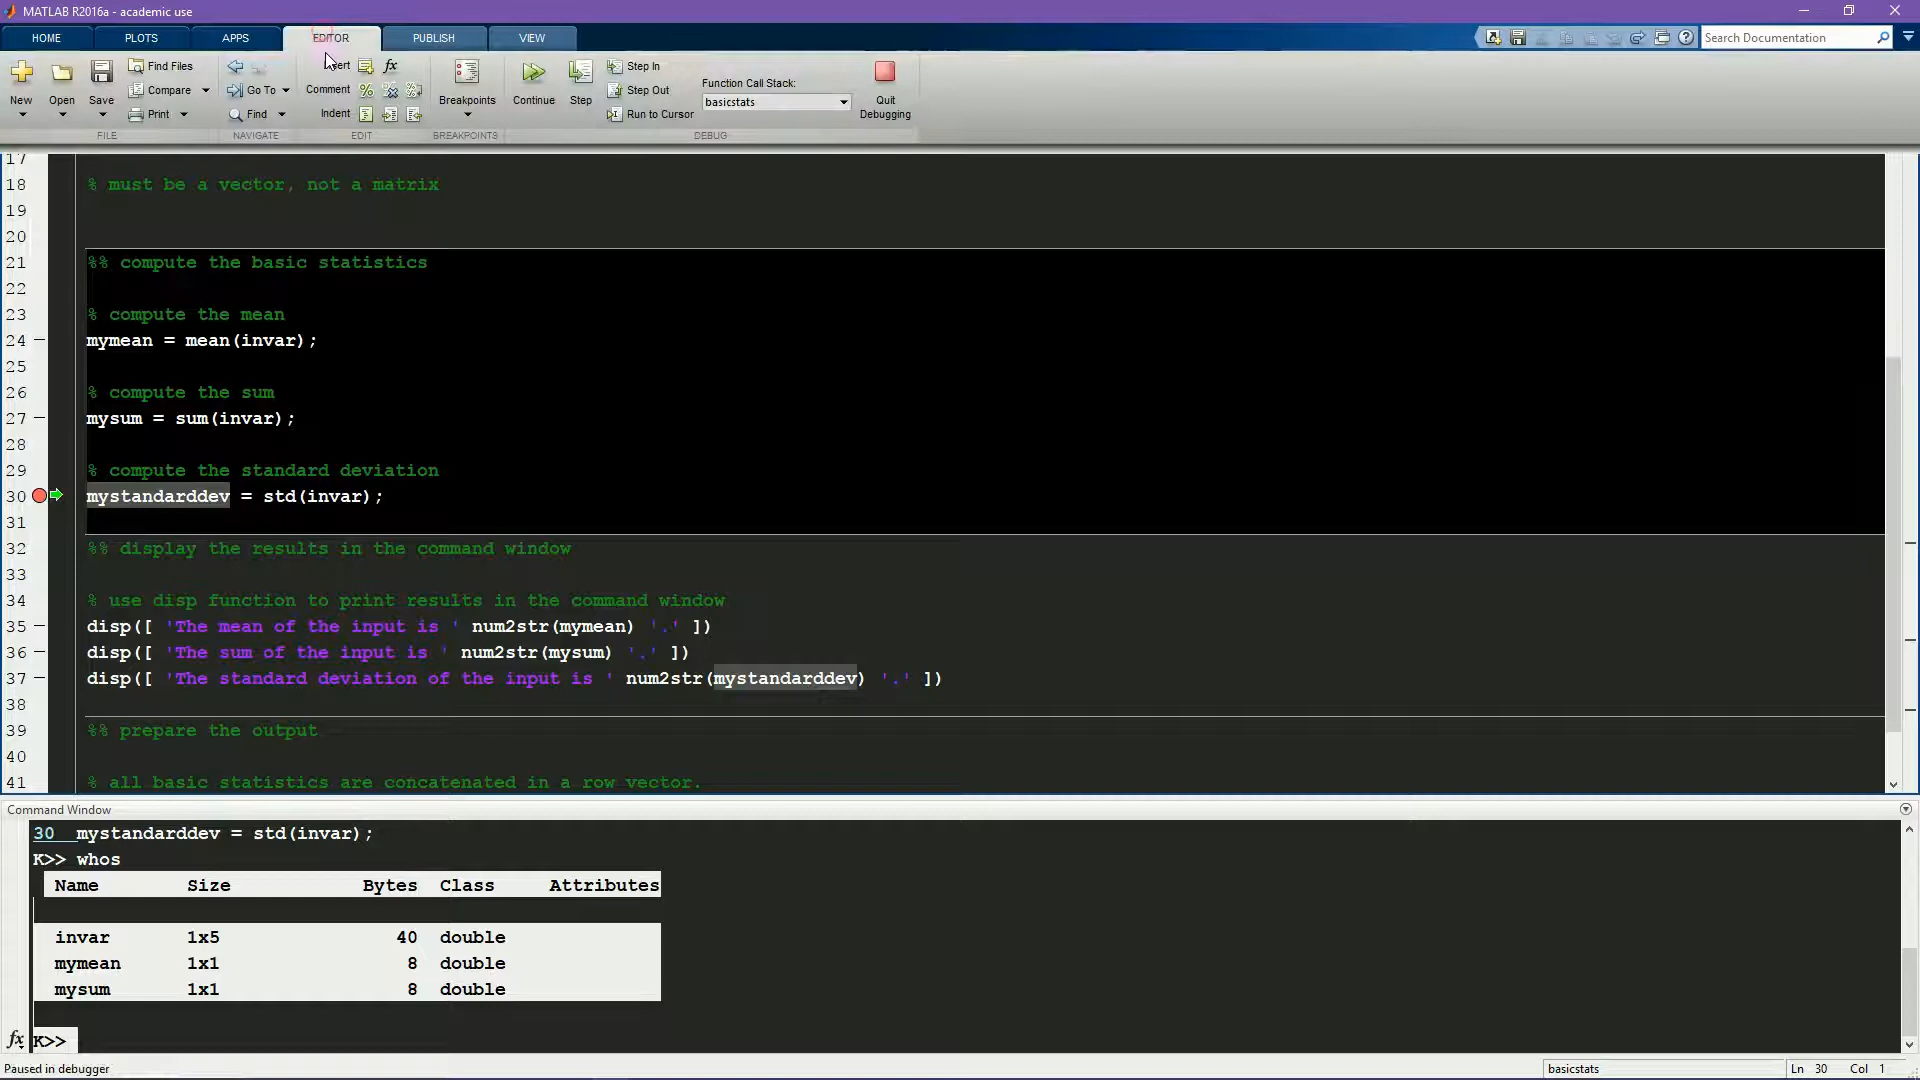 MATLAB R2016a - academic use
HOME PLOTS APPS EDITOR PUBLISH VIEW
Search Documentation
New Open Save Find Files Compare Print Go To Find
Comment
Indent
Breakpoints Continue Step Step In Step Out Run to Cursor
Function Call Stack:
basicstats
Quit Debugging
FILE NAVIGATE EDIT BREAKPOINTS DEBUG
17
18 % must be a vector, not a matrix
19
20
21 %% compute the basic statistics
22
23 % compute the mean
24 mymean = mean(invar);
25
26 % compute the sum
27 mysum = sum(invar);
28
29 % compute the standard deviation
30 mystandarddev = std(invar);
31
32 %% display the results in the command window
33
34 % use disp function to print results in the command window
35 disp([ 'The mean of the input is ' num2str(mymean) '.' ])
36 disp([ 'The sum of the input is ' num2str(mysum) '.' ])
37 disp([ 'The standard deviation of the input is ' num2str(mystandarddev) '.' ])
38
39 %% prepare the output
40
41 % all basic statistics are concatenated in a row vector.
Command Window
30 mystandarddev = std(invar);
K>> whos
Name Size Bytes Class Attributes
invar 1x5 40 double
mymean 1x1 8 double
mysum 1x1 8 double
fx K>>
Paused in debugger
basicstats
Ln 30 Col 1